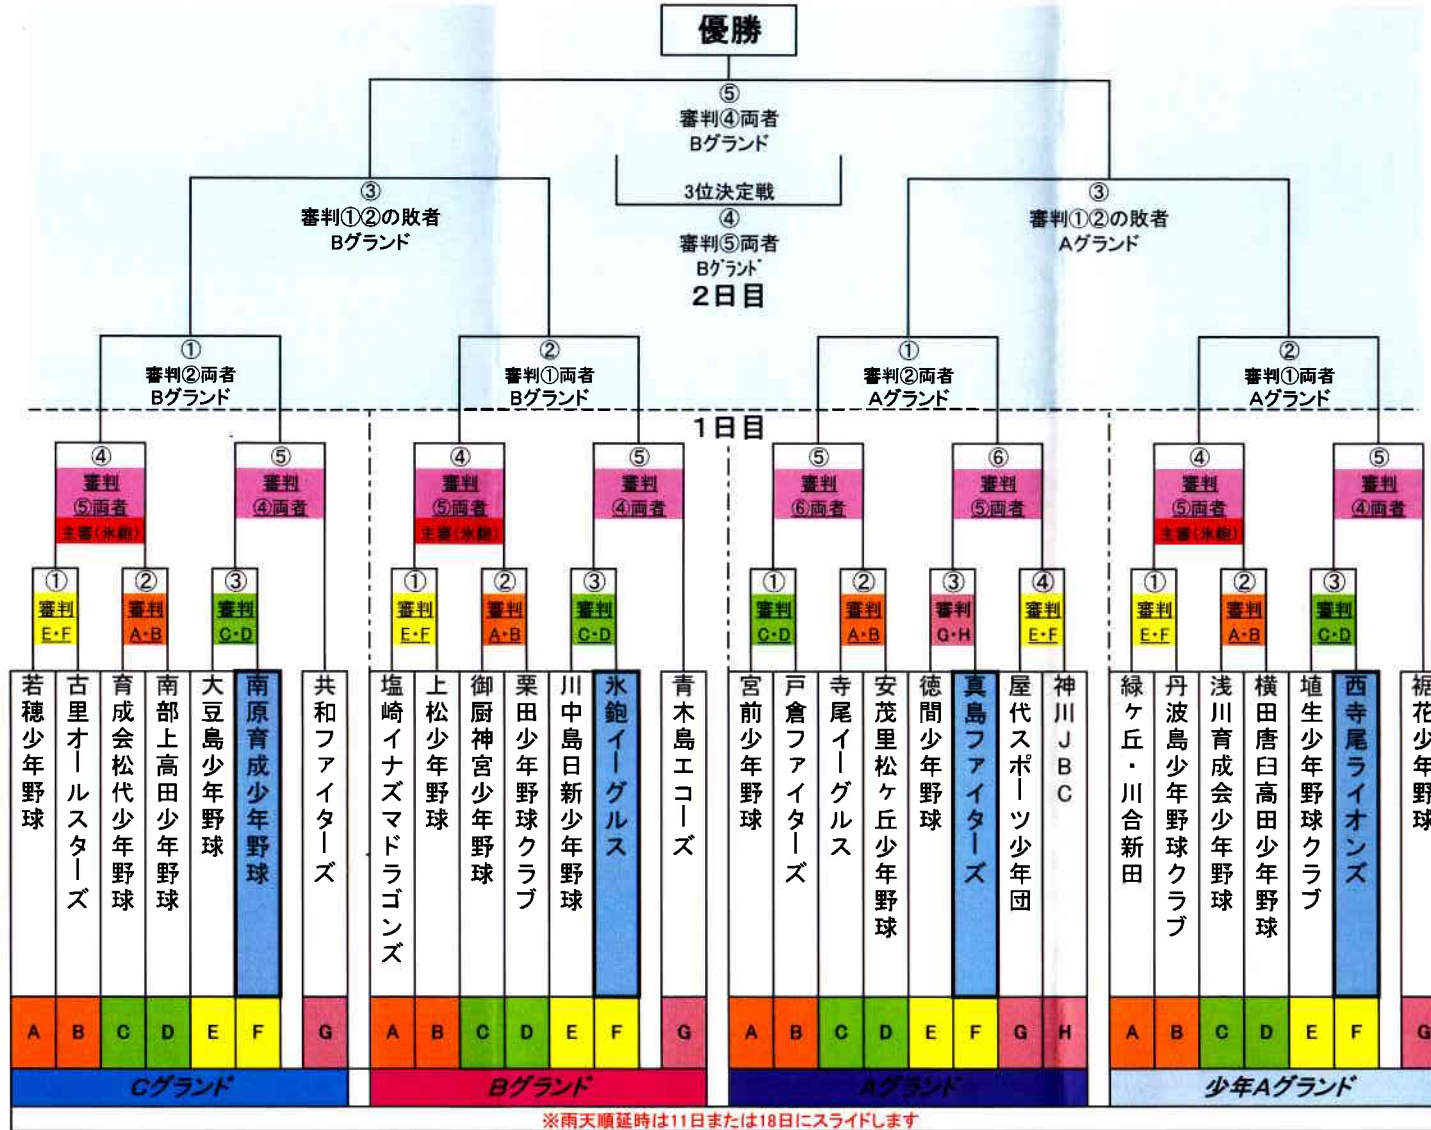 優勝
⑤
審判④両者
Bグランド
3位決定戦
④
審判⑤両者
Bグランド
2日目
③
審判①②の敗者
Bグランド
③
審判①②の敗者
Aグランド
①
審判②両者
Bグランド
②
審判①両者
Bグランド
①
審判②両者
Aグランド
②
審判①両者
Aグランド
1日目
④
審判
⑤両者
主審(氷鉋)
⑤
審判
④両者
④
審判
⑤両者
主審(氷鉋)
⑤
審判
④両者
⑤
審判
⑥両者
⑥
審判
⑤両者
④
審判
⑤両者
主審(氷鉋)
⑤
審判
④両者
①
審判
E・F
②
審判
A・B
③
審判
C・D
①
審判
E・F
②
審判
A・B
③
審判
C・D
①
審判
C・D
②
審判
A・B
③
審判
G・H
④
審判
E・F
①
審判
E・F
②
審判
A・B
③
審判
C・D
若穂少年野球
古里オールスターズ
育成会松代少年野球
南部上高田少年野球
大豆島少年野球
南原育成少年野球
共和ファイターズ
塩崎イナズマドラゴンズ
上松少年野球
御厨神宮少年野球
栗田少年野球クラブ
川中島日新少年野球
氷鉋イーグルス
青木島エコーズ
宮前少年野球
戸倉ファイターズ
寺尾イーグルス
安茂里松ヶ丘少年野球
徳間少年野球
真島ファイターズ
屋代スポーツ少年団
神川JBC
緑ヶ丘・川合新田
丹波島少年野球クラブ
浅川育成会少年野球
横田唐臼高田少年野球
埴生少年野球クラブ
西寺尾ライオンズ
裾花少年野球
A B C D E F G A B C D E F G A B C D E F G H A B C D E F G
Cグランド Bグランド Aグランド 少年Aグランド
※雨天順延時は11日または18日にスライドします